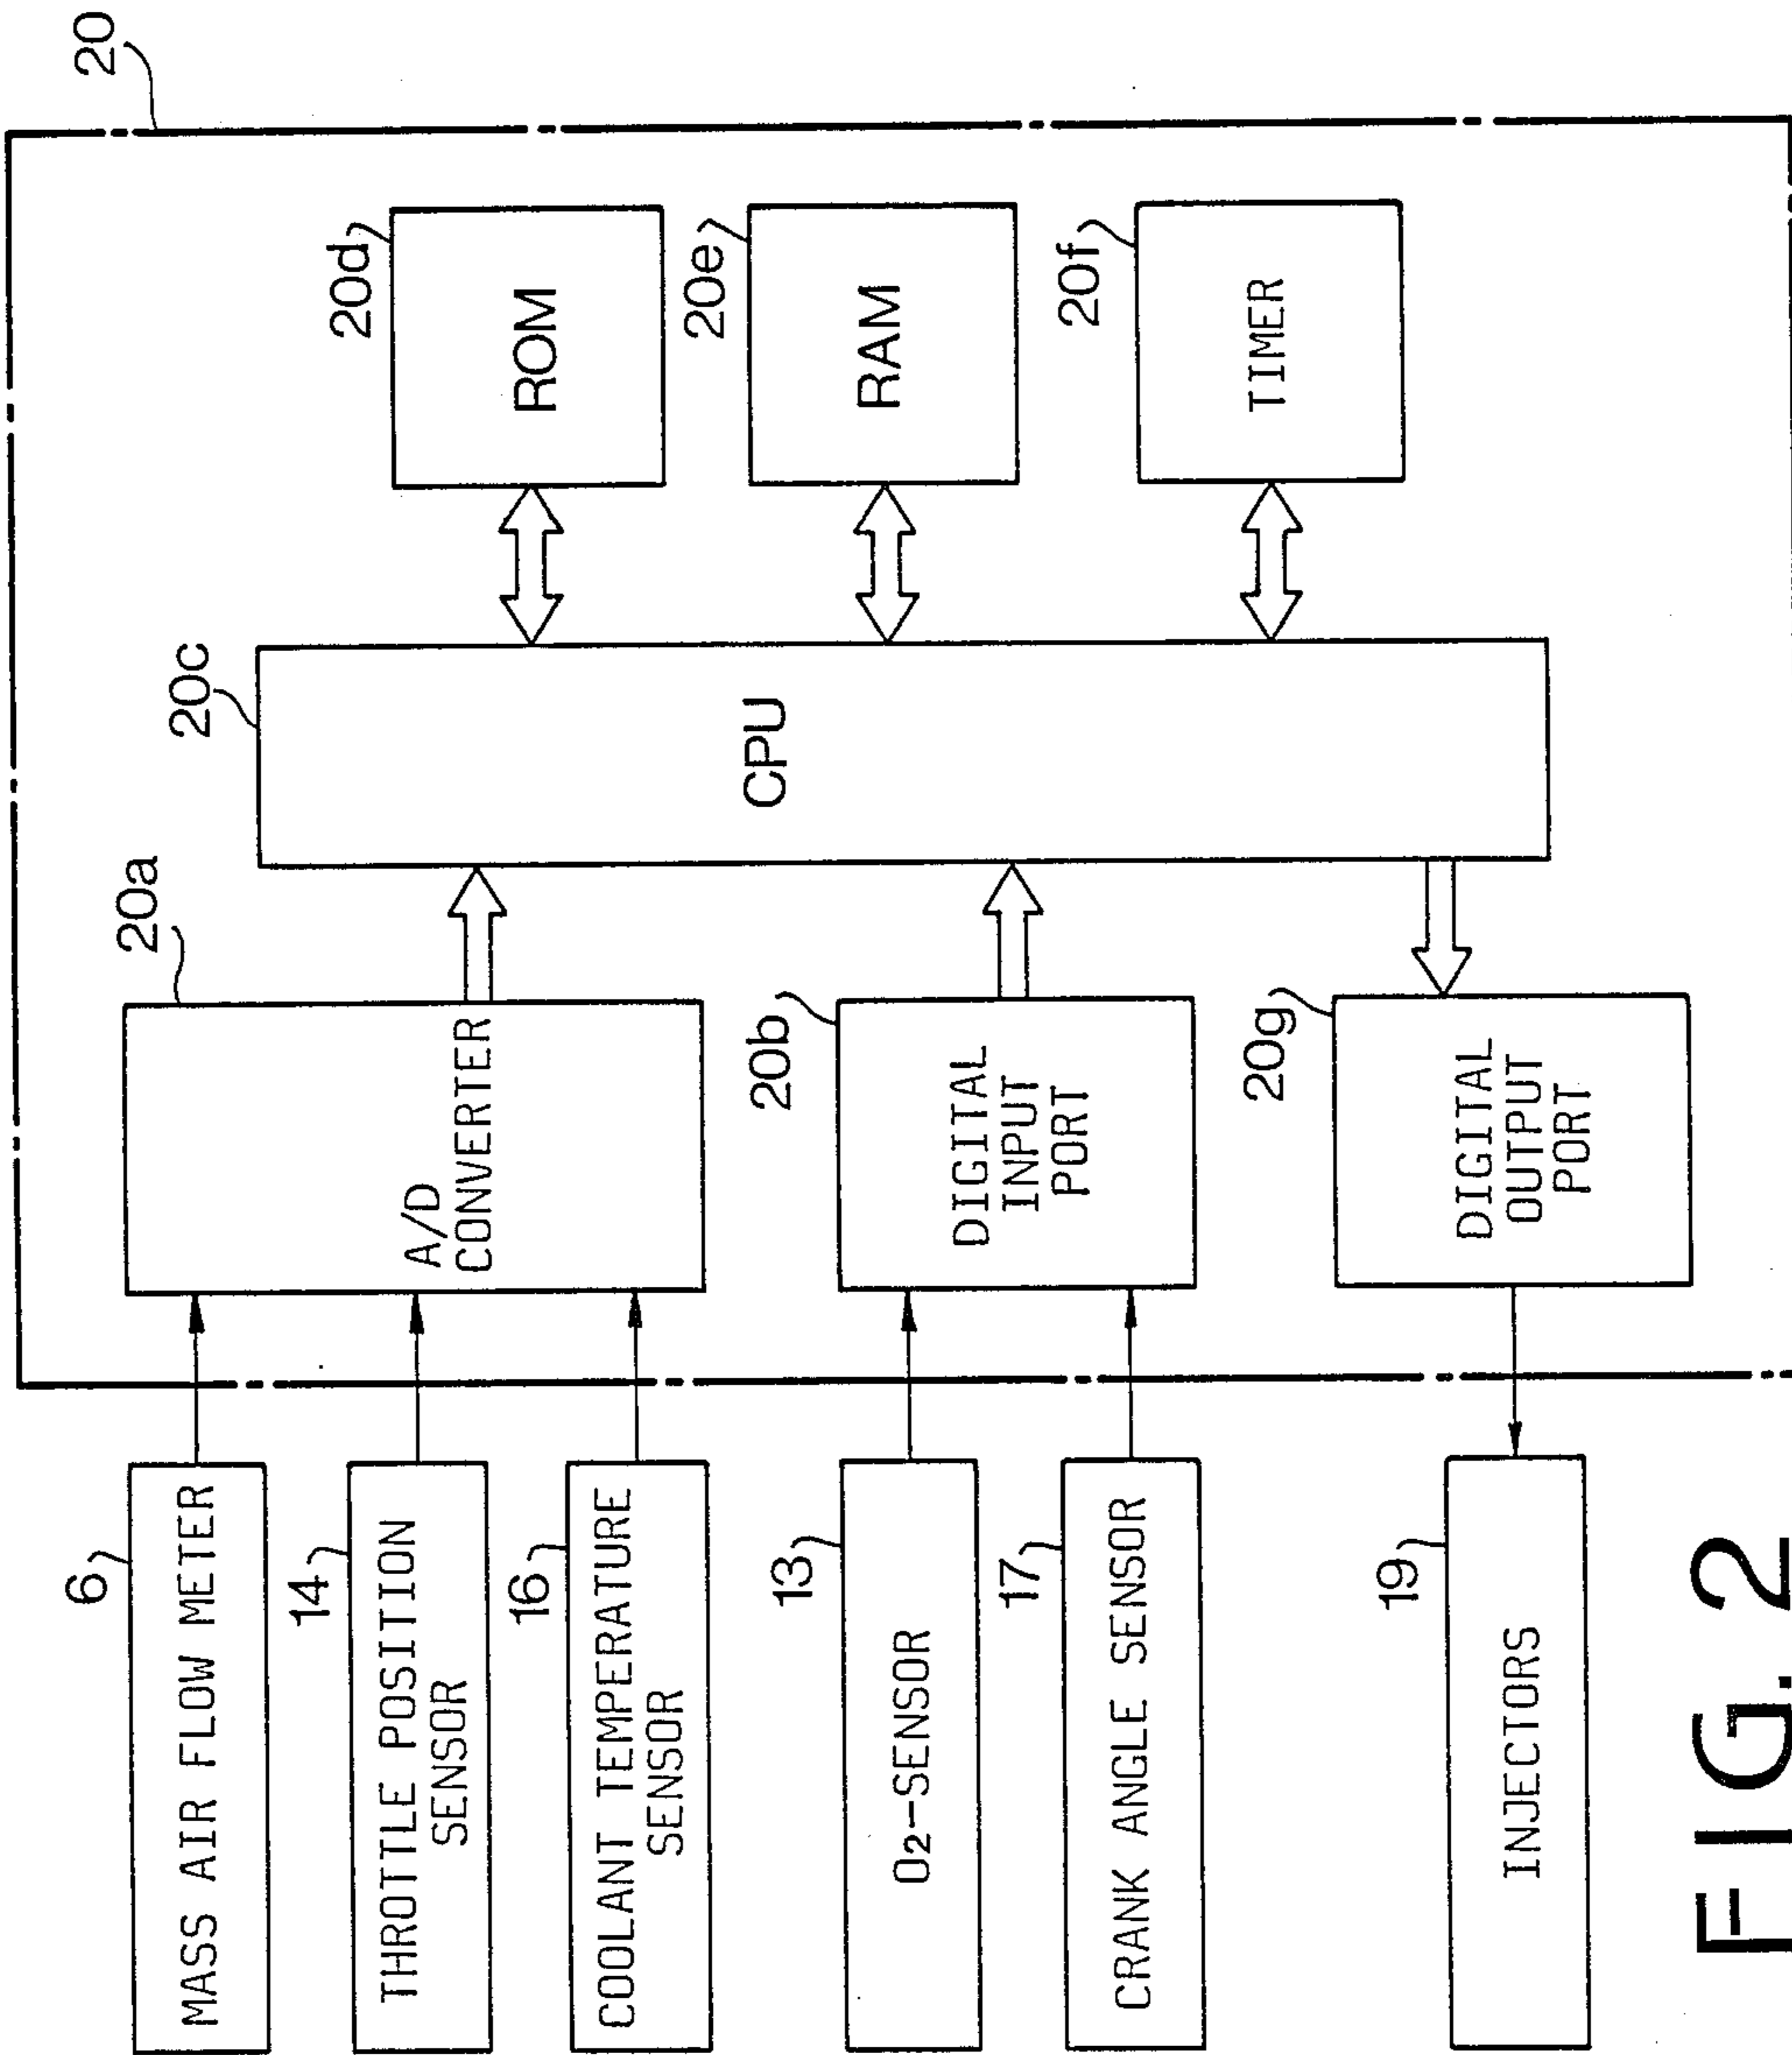 20
6
MASS AIR FLOW METER
14
THROTTLE POSITION
SENSOR
16
COOLANT TEMPERATURE
SENSOR
13
O₂-SENSOR
17
CRANK ANGLE SENSOR
19
INJECTORS
20a
A/D
CONVERTER
20b
DIGITAL
INPUT
PORT
20g
DIGITAL
OUTPUT
PORT
20c
CPU
20d
ROM
20e
RAM
20f
TIMER
FIG. 2